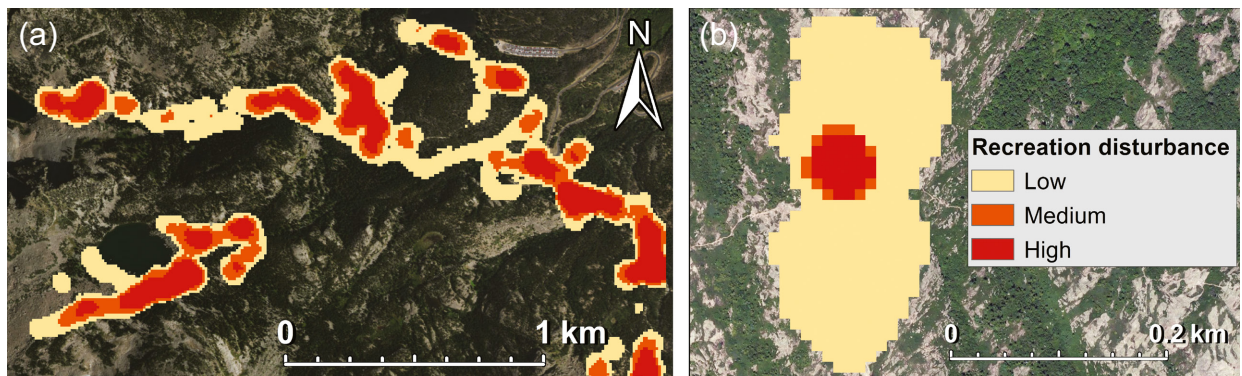 (a)
N
0
1 km
(b)
Recreation disturbance
Low
Medium
High
0
0.2 km